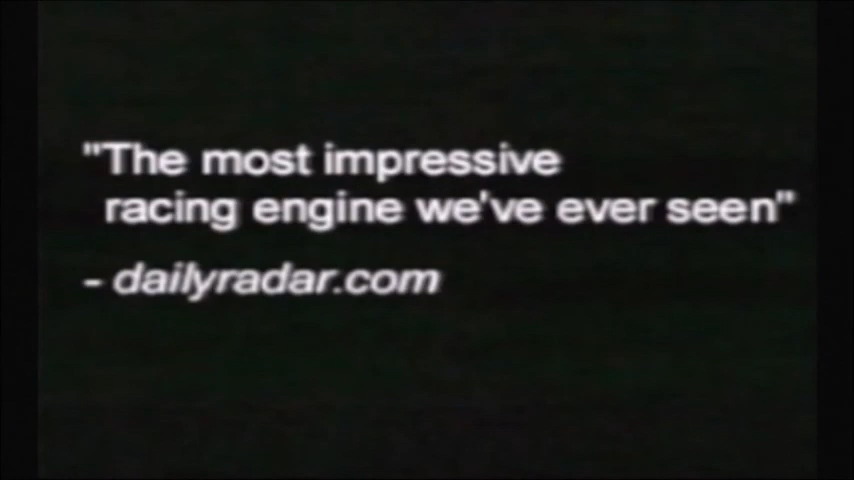 "The most impressive
racing engine we've ever seen"
- dailyradar.com